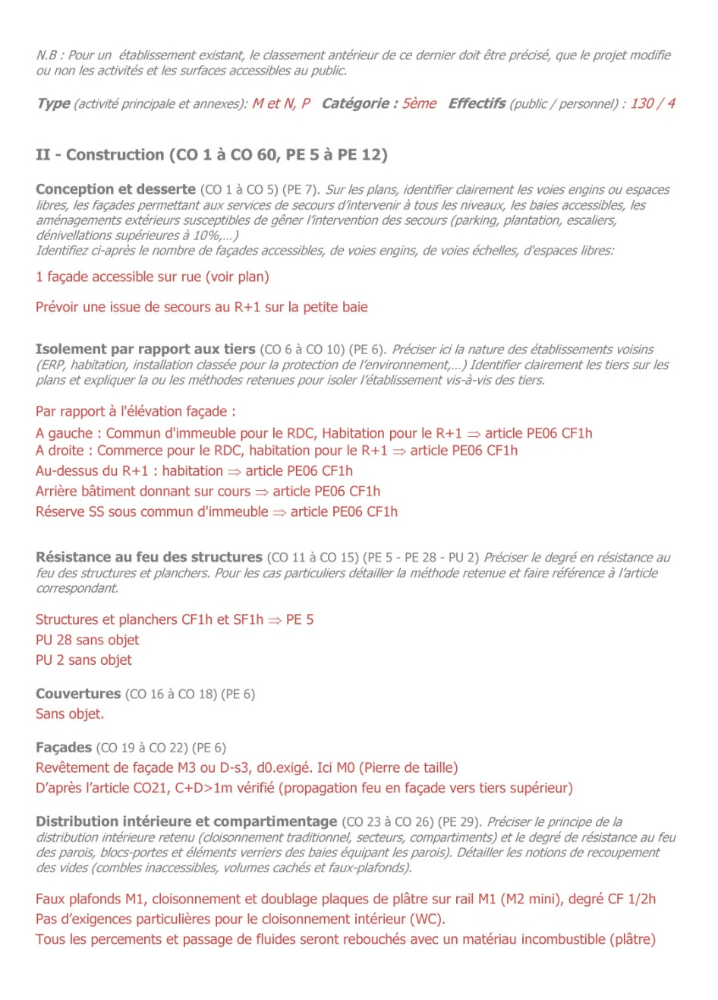 N.B : Pour un établissement existant, le classement antérieur de ce dernier doit être précisé, que le projet modifie
ou non les activités et les surfaces accessibles au public.
Type (activité principale et annexes): M et N, P Catégorie : 5ème Effectifs (public / personnel) : 130 / 4
II - Construction (CO 1 à CO 60, PE 5 à PE 12)
Conception et desserte (CO 1 à CO 5) (PE 7). Sur les plans, identifier clairement les voies engins ou espaces
libres, les façades permettant aux services de secours d’intervenir à tous les niveaux, les baies accessibles, les
aménagements extérieurs susceptibles de gêner l’intervention des secours (parking, plantation, escaliers,
dénivellations supérieures à 10%,…)
Identifiez ci-après le nombre de façades accessibles, de voies engins, de voies échelles, d'espaces libres:
1 façade accessible sur rue (voir plan)
Prévoir une issue de secours au R+1 sur la petite baie
Isolement par rapport aux tiers (CO 6 à CO 10) (PE 6). Préciser ici la nature des établissements voisins
(ERP, habitation, installation classée pour la protection de l’environnement,…) Identifier clairement les tiers sur les
plans et expliquer la ou les méthodes retenues pour isoler l’établissement vis-à-vis des tiers.
Par rapport à l'élévation façade :
A gauche : Commun d'immeuble pour le RDC, Habitation pour le R+1 ⇒ article PE06 CF1h
A droite : Commerce pour le RDC, habitation pour le R+1 ⇒ article PE06 CF1h
Au-dessus du R+1 : habitation ⇒ article PE06 CF1h
Arrière bâtiment donnant sur cours ⇒ article PE06 CF1h
Réserve SS sous commun d'immeuble ⇒ article PE06 CF1h
Résistance au feu des structures (CO 11 à CO 15) (PE 5 - PE 28 - PU 2) Préciser le degré en résistance au
feu des structures et planchers. Pour les cas particuliers détailler la méthode retenue et faire référence à l’article
correspondant.
Structures et planchers CF1h et SF1h ⇒ PE 5
PU 28 sans objet
PU 2 sans objet
Couvertures (CO 16 à CO 18) (PE 6)
Sans objet.
Façades (CO 19 à CO 22) (PE 6)
Revêtement de façade M3 ou D-s3, d0.exigé. Ici M0 (Pierre de taille)
D’après l’article CO21, C+D>1m vérifié (propagation feu en façade vers tiers supérieur)
Distribution intérieure et compartimentage (CO 23 à CO 26) (PE 29). Préciser le principe de la
distribution intérieure retenu (cloisonnement traditionnel, secteurs, compartiments) et le degré de résistance au feu
des parois, blocs-portes et éléments verriers des baies équipant les parois). Détailler les notions de recoupement
des vides (combles inaccessibles, volumes cachés et faux-plafonds).
Faux plafonds M1, cloisonnement et doublage plaques de plâtre sur rail M1 (M2 mini), degré CF 1/2h
Pas d’exigences particulières pour le cloisonnement intérieur (WC).
Tous les percements et passage de fluides seront rebouchés avec un matériau incombustible (plâtre)